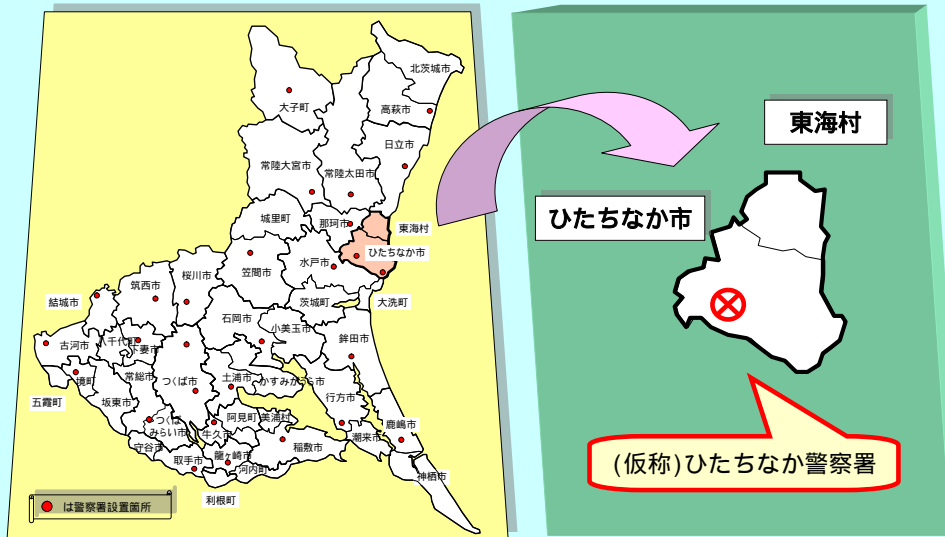 北茨城市
大子町
高萩市
日立市
常陸大宮市
常陸太田市
城里町
那珂市
東海村
ひたちなか市
水戸市
笠間市
桜川市
筑西市
結城市
茨城町
大洗町
石岡市
小美玉市
鉾田市
古河市
八千代町
下妻市
境町
五霞町
坂東市
常総市
つくば市
土浦市
かすみがうら市
行方市
つくば
みらい市
守谷市
牛久市
阿見町
美浦村
稲敷市
潮来市
鹿嶋市
取手市
龍ヶ崎市
河内町
利根町
神栖市
は警察署設置箇所
東海村
ひたちなか市
(仮称)ひたちなか警察署